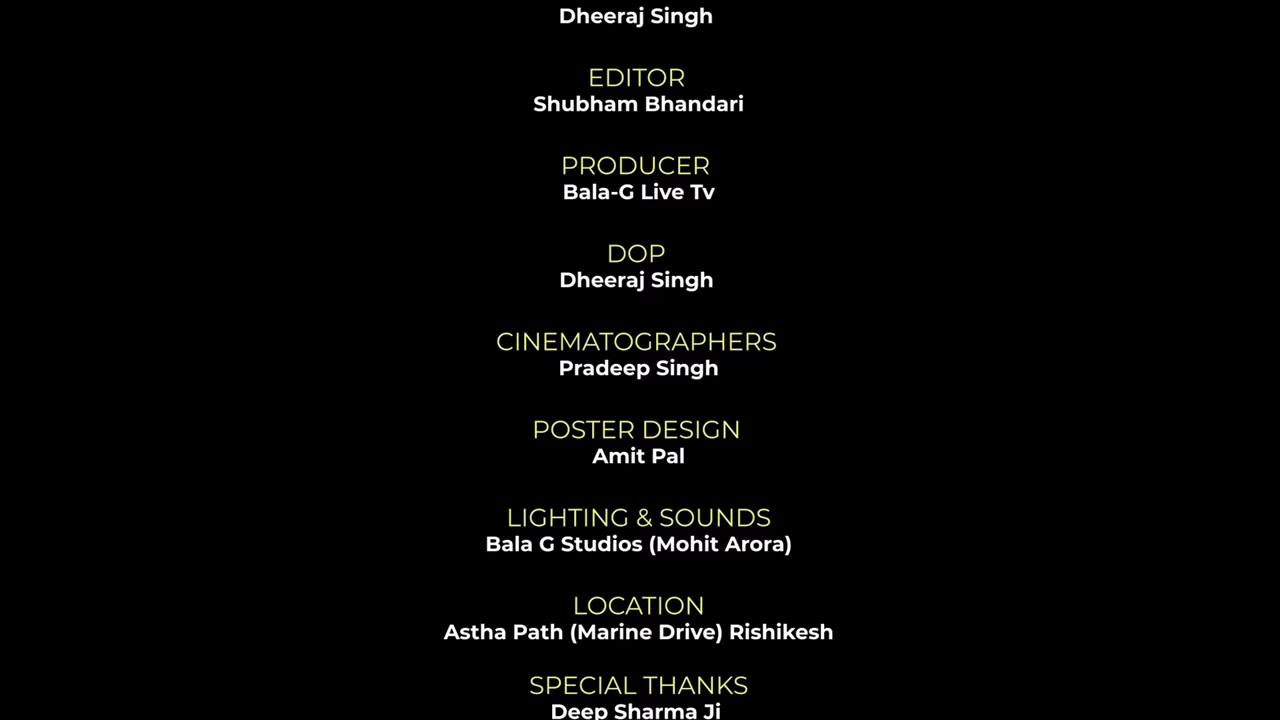 Dheeraj Singh
EDITOR
Shubham Bhandari
PRODUCER
Bala-G Live Tv
DOP
Dheeraj Singh
CINEMATOGRAPHERS
Pradeep Singh
POSTER DESIGN
Amit Pal
LIGHTING & SOUNDS
Bala G Studios (Mohit Arora)
LOCATION
Astha Path (Marine Drive) Rishikesh
SPECIAL THANKS
Deep Sharma Ji